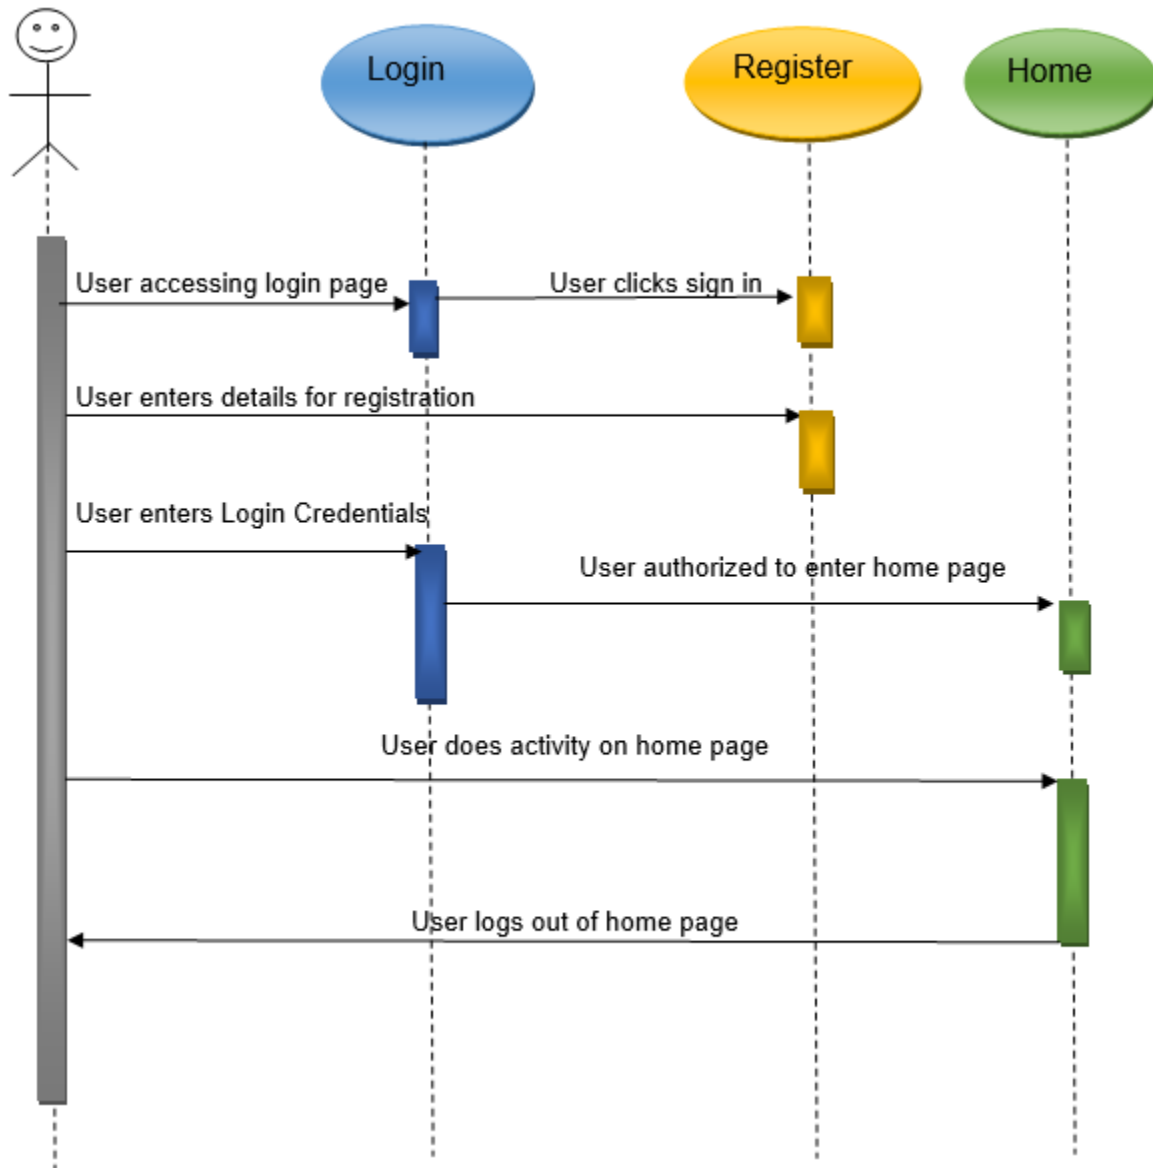 Login
Register
Home
User accessing login page
User clicks sign in
User enters details for registration
User enters Login Credentials
User authorized to enter home page
User does activity on home page
User logs out of home page